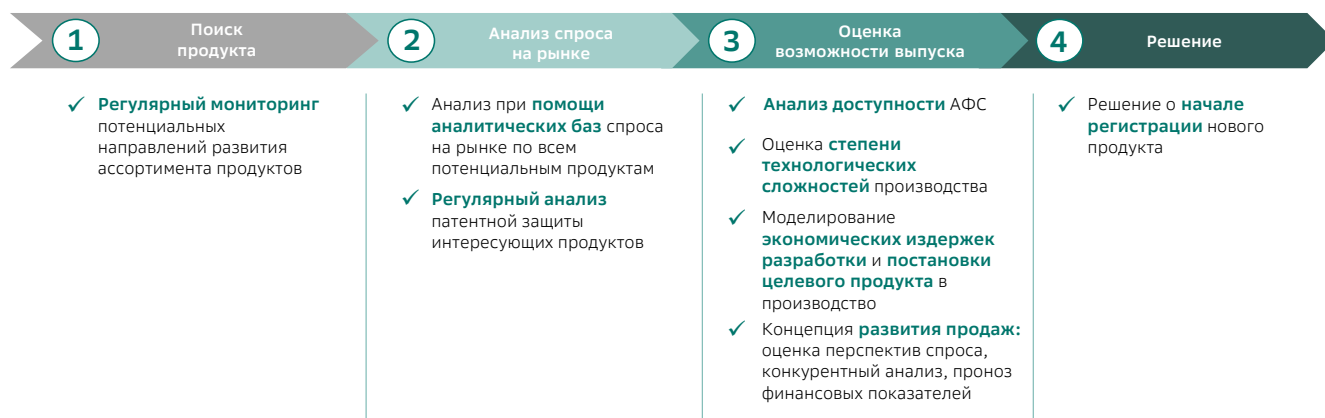 1
Поиск
продукта
2
Анализ спроса
на рынке
3
Оценка
возможности выпуска
4
Решение
✓ Регулярный мониторинг
потенциальных
направлений развития
ассортимента продуктов
✓ Анализ при помощи
аналитических баз спроса
на рынке по всем
потенциальным продуктам
✓ Регулярный анализ
патентной защиты
интересующих продуктов
✓ Анализ доступности АФС
✓ Оценка степени
технологических
сложностей производства
✓ Моделирование
экономических издержек
разработки и постановки
целевого продукта в
производство
✓ Концепция развития продаж:
оценка перспектив спроса,
конкурентный анализ, проноз
финансовых показателей
✓ Решение о начале
регистрации нового
продукта